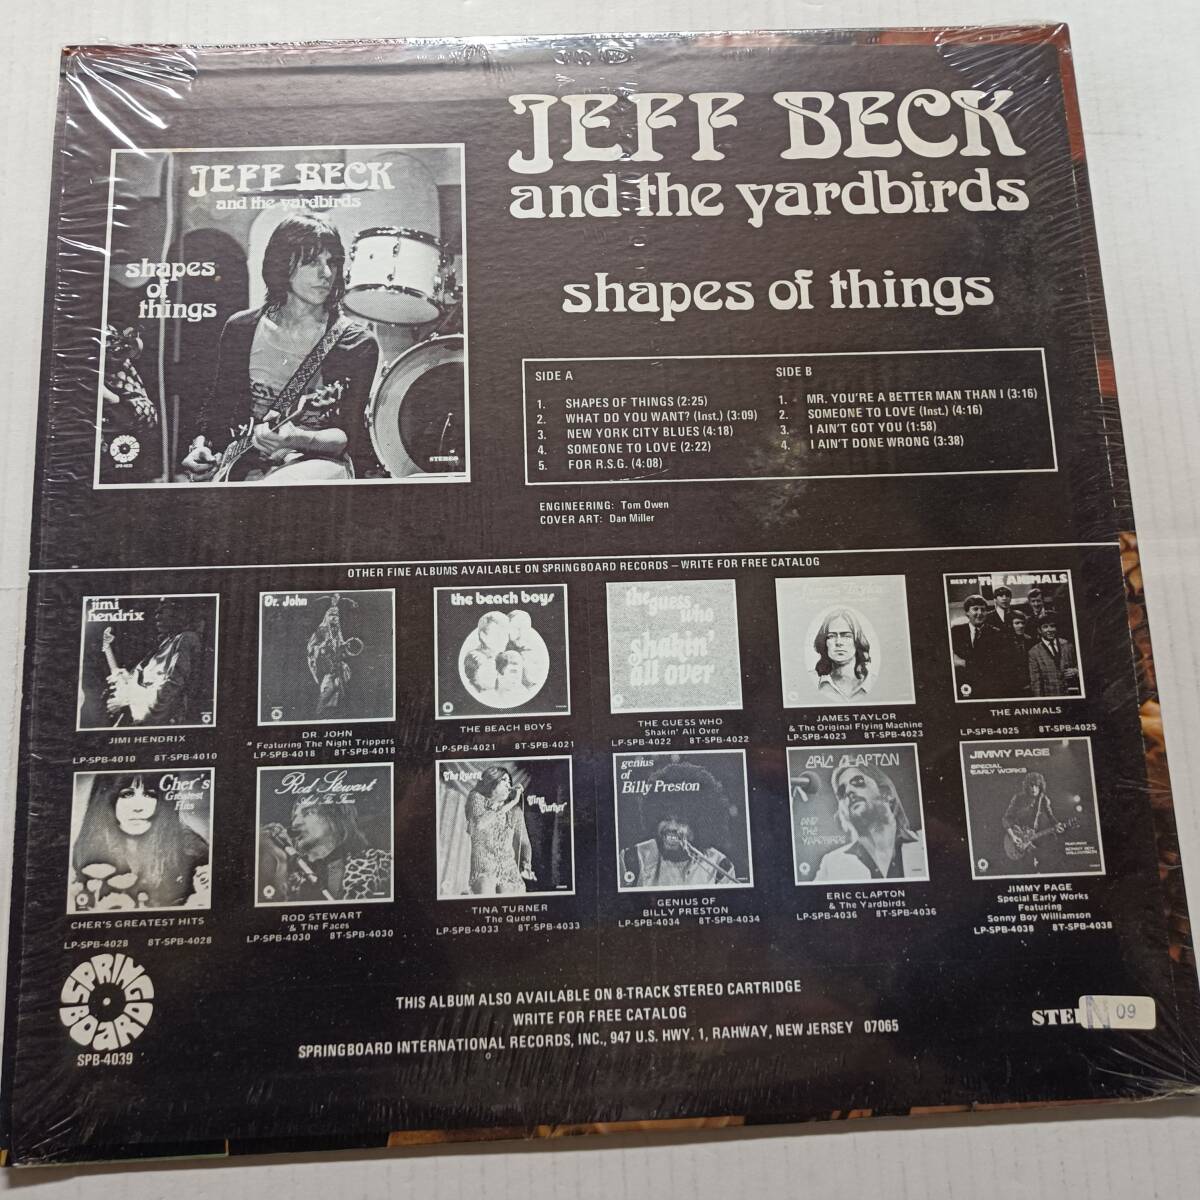 JEFF BECK
and the yardbirds
shapes of things
JEFF BECK
and the yardbirds
shapes
of
things
STEREO
SIDE A
1. SHAPES OF THINGS (2:25)
2. WHAT DO YOU WANT? (Inst.) (3:09)
3. NEW YORK CITY BLUES (4:18)
4. SOMEONE TO LOVE (2:22)
5. FOR R.S.G. (4:08)
SIDE B
1. MR. YOU'RE A BETTER MAN THAN I (3:16)
2. SOMEONE TO LOVE (Inst.) (4:16)
3. I AIN'T GOT YOU (1:58)
4. I AIN'T DONE WRONG (3:38)
ENGINEERING: Tom Owen
COVER ART: Dan Miller
OTHER FINE ALBUMS AVAILABLE ON SPRINGBOARD RECORDS – WRITE FOR FREE CATALOG
jimi
hendrix
JIMI HENDRIX
LP-SPB-4010 8T-SPB-4010
Dr. John
DR. JOHN
" Featuring The Night Trippers
LP-SPB-4018 8T-SPB-4018
the beach boys
THE BEACH BOYS
LP-SPB-4021 8T-SPB-4021
the guess
who
shakin'
all over
THE GUESS WHO
Shakin' All Over
LP-SPB-4022 8T-SPB-4022
JAMES TAYLOR
& The Original Flying Machine
LP-SPB-4023 8T-SPB-4023
BEST OF THE ANIMALS
THE ANIMALS
LP-SPB-4025 8T-SPB-4025
Cher's
Greatest
Hits
CHER'S GREATEST HITS
LP-SPB-4028 8T-SPB-4028
Rod Stewart
And The Faces
ROD STEWART
& The Faces
LP-SPB-4030 8T-SPB-4030
The Queen
Tina
Turner
TINA TURNER
The Queen
LP-SPB-4033 8T-SPB-4033
genius
of
Billy Preston
GENIUS OF
BILLY PRESTON
LP-SPB-4034 8T-SPB-4034
ERIC CLAPTON
AND
THE
YARDBIRDS
ERIC CLAPTON
& The Yardbirds
LP-SPB-4036 8T-SPB-4036
JIMMY PAGE
SPECIAL
EARLY WORKS
FEATURING
SONNY BOY
WILLIAMSON
JIMMY PAGE
Special Early Works
Featuring
Sonny Boy Williamson
LP-SPB-4038 8T-SPB-4038
SPRING
BOARD
SPB-4039
THIS ALBUM ALSO AVAILABLE ON 8-TRACK STEREO CARTRIDGE
WRITE FOR FREE CATALOG
SPRINGBOARD INTERNATIONAL RECORDS, INC., 947 U.S. HWY. 1, RAHWAY, NEW JERSEY 07065
STE
N 09